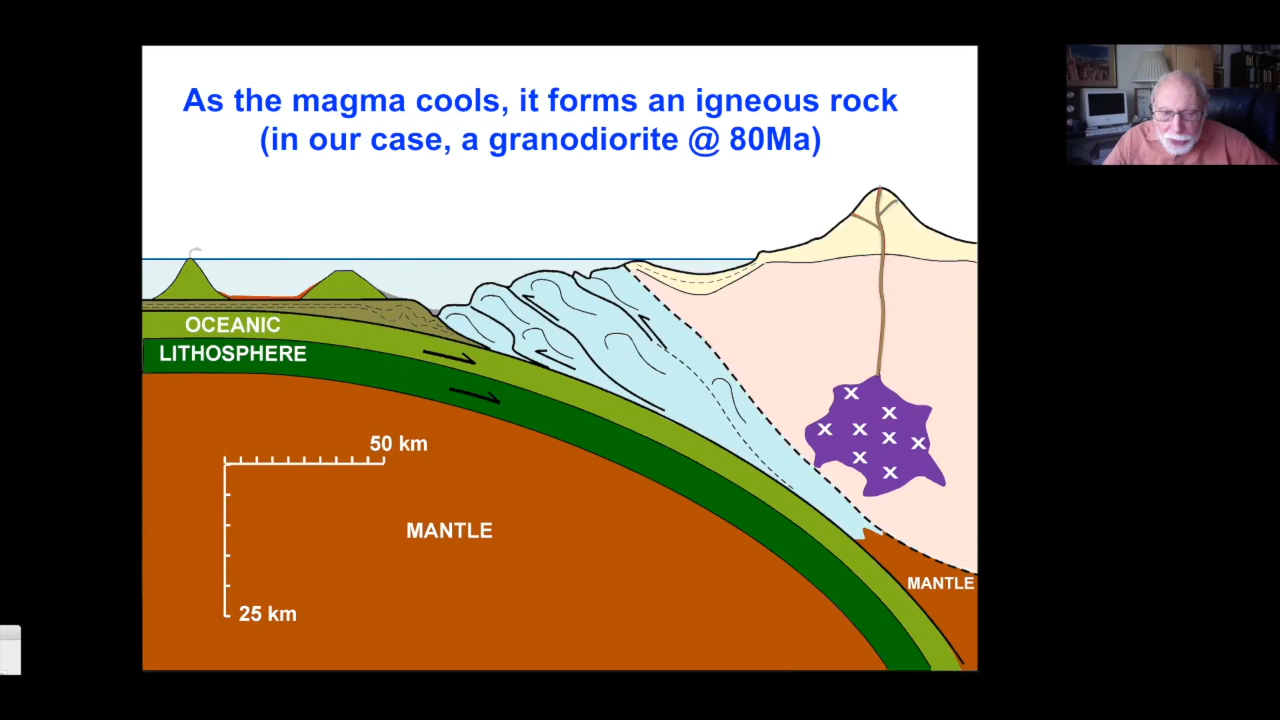 As the magma cools, it forms an igneous rock
(in our case, a granodiorite @ 80Ma)
OCEANIC
LITHOSPHERE
50 km
MANTLE
MANTLE
25 km
X
X
X
X
X
X
X
X